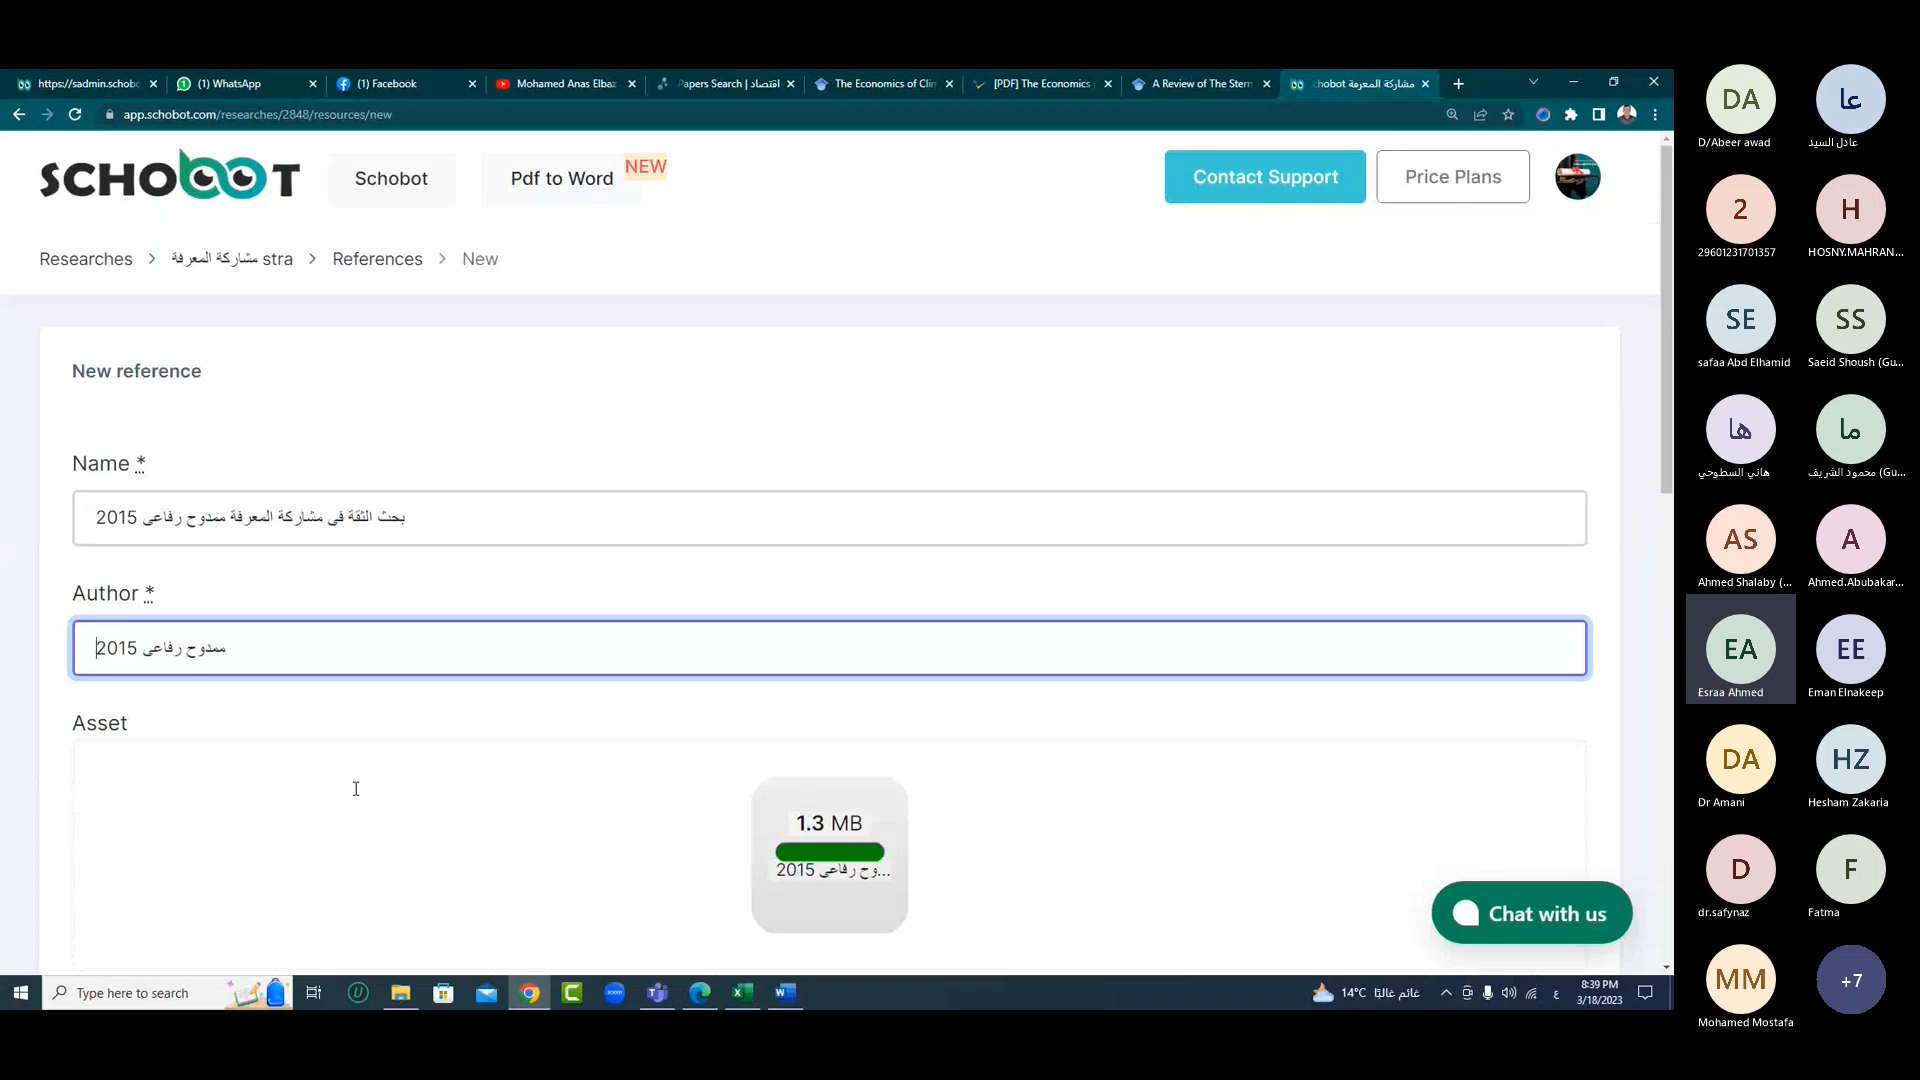 https://sadmin.schobo
(1) WhatsApp
(1) Facebook
Mohamed Anas Elbaz
Papers Search | اقتصاد
The Economics of Clim
[PDF] The Economics
A Review of The Stern
مشاركة المعرفة chobot
app.schobot.com/researches/2848/resources/new
SCHOBOT
Schobot
Pdf to Word
NEW
Contact Support
Price Plans
Researches > مشاركة المعرفة stra > References > New
New reference
Name *
بحث الثقة فى مشاركة المعرفة ممدوح رفاعى 2015
Author *
ممدوح رفاعى 2015
Asset
1.3 MB
...وح رفاعى 2015
Chat with us
Type here to search
zoom
14°C غائم غالبًا
ع
8:39 PM
3/18/2023
DA
D/Abeer awad
عا
عادل السيد
2
29601231701357
H
HOSNY.MAHRAN...
SE
safaa Abd Elhamid
SS
Saeid Shoush (Gu...
ها
هاني السطوحي
ما
محمود الشريف (Gu...
AS
Ahmed Shalaby (...
A
Ahmed.Abubakar...
EA
Esraa Ahmed
EE
Eman Elnakeep
DA
Dr Amani
HZ
Hesham Zakaria
D
dr.safynaz
F
Fatma
MM
Mohamed Mostafa
+7